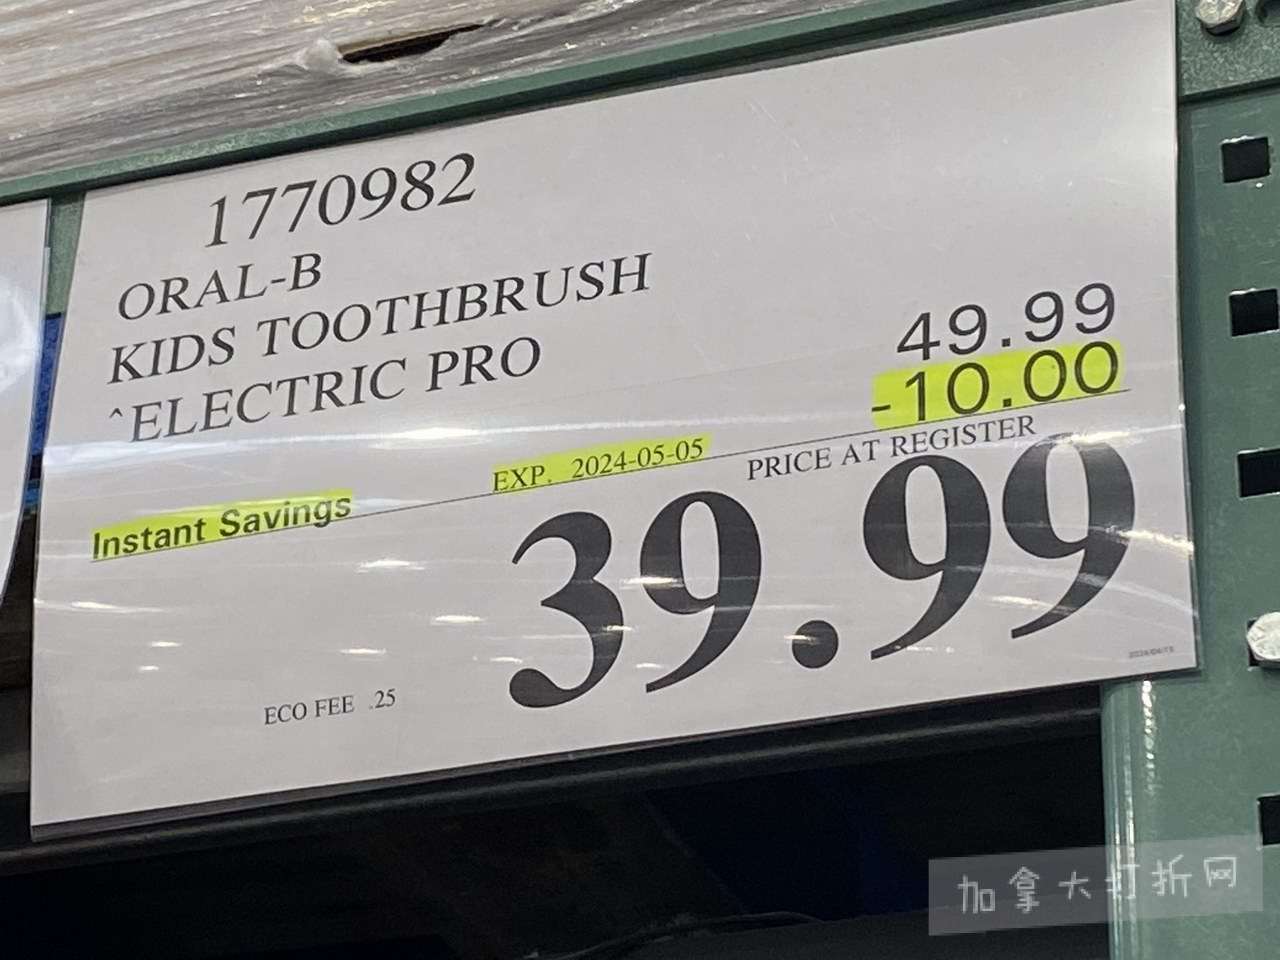 1770982
ORAL-B
KIDS TOOTHBRUSH
^ELECTRIC PRO
49.99
-10.00
EXP. 2024-05-05
PRICE AT REGISTER
Instant Savings
39.99
ECO FEE .25
加拿大打折网